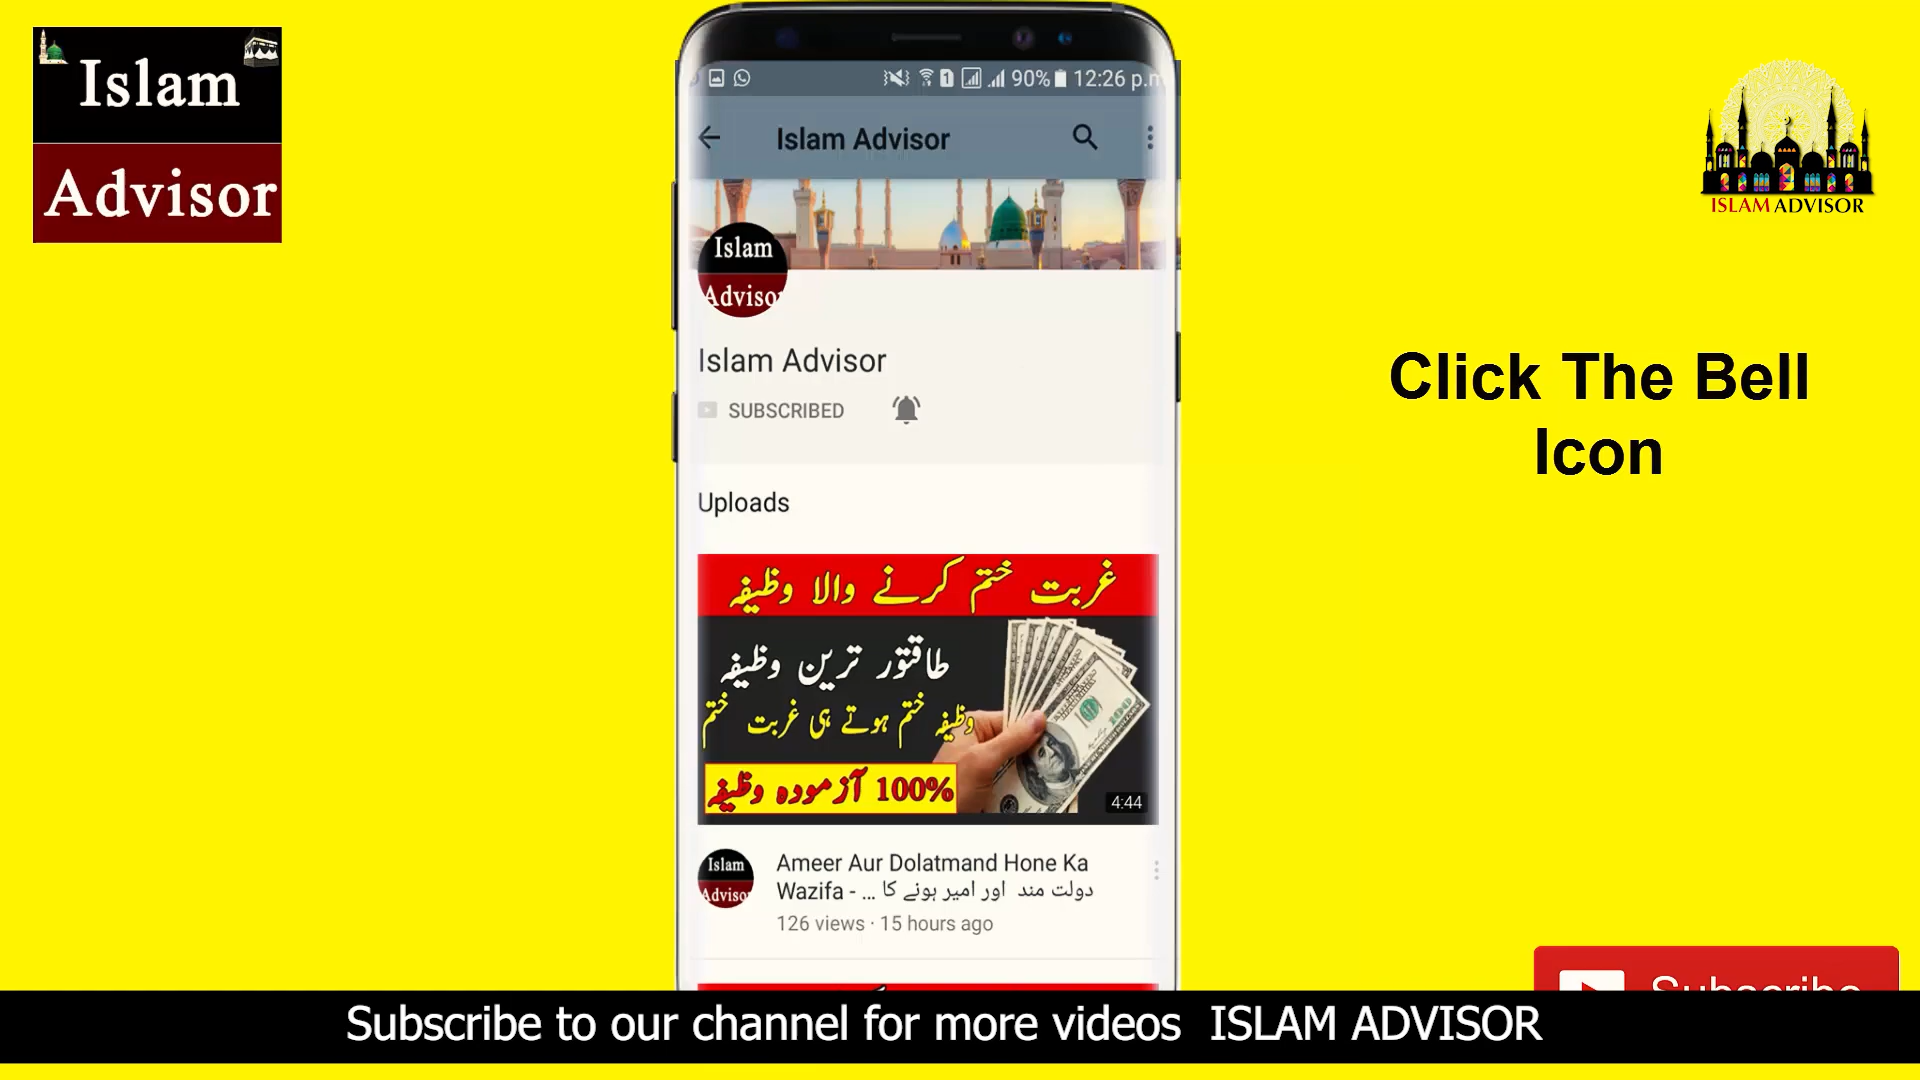 Islam
Advisor
90% 12:26 p.m
Islam Advisor
ISLAM ADVISOR
Islam
Advisor
Islam Advisor
SUBSCRIBED
Click The Bell
Icon
Uploads
غربت ختم کرنے والا وظیفہ
طاقتور ترین وظیفہ
وظیفہ ختم ہوتے ہی غربت ختم
100% آزمودہ وظیفہ
4:44
Islam
Advisor
Ameer Aur Dolatmand Hone Ka
Wazifa - ... دولت مند اور امیر ہونے کا
126 views · 15 hours ago
Subscribe
Subscribe to our channel for more videos ISLAM ADVISOR